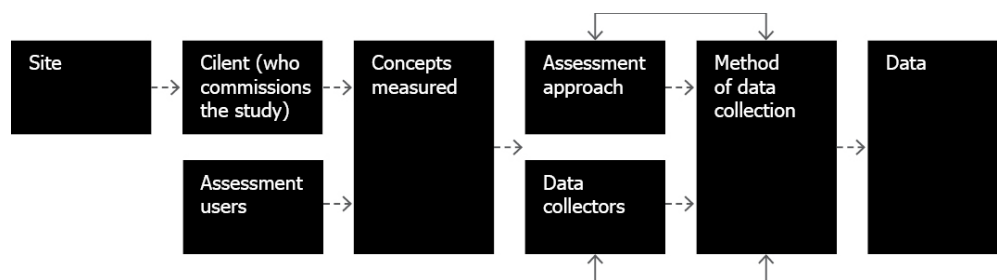 Site
Cilent (who
commissions
the study)
Assessment
users
Concepts
measured
Assessment
approach
Data
collectors
Method
of data
collection
Data